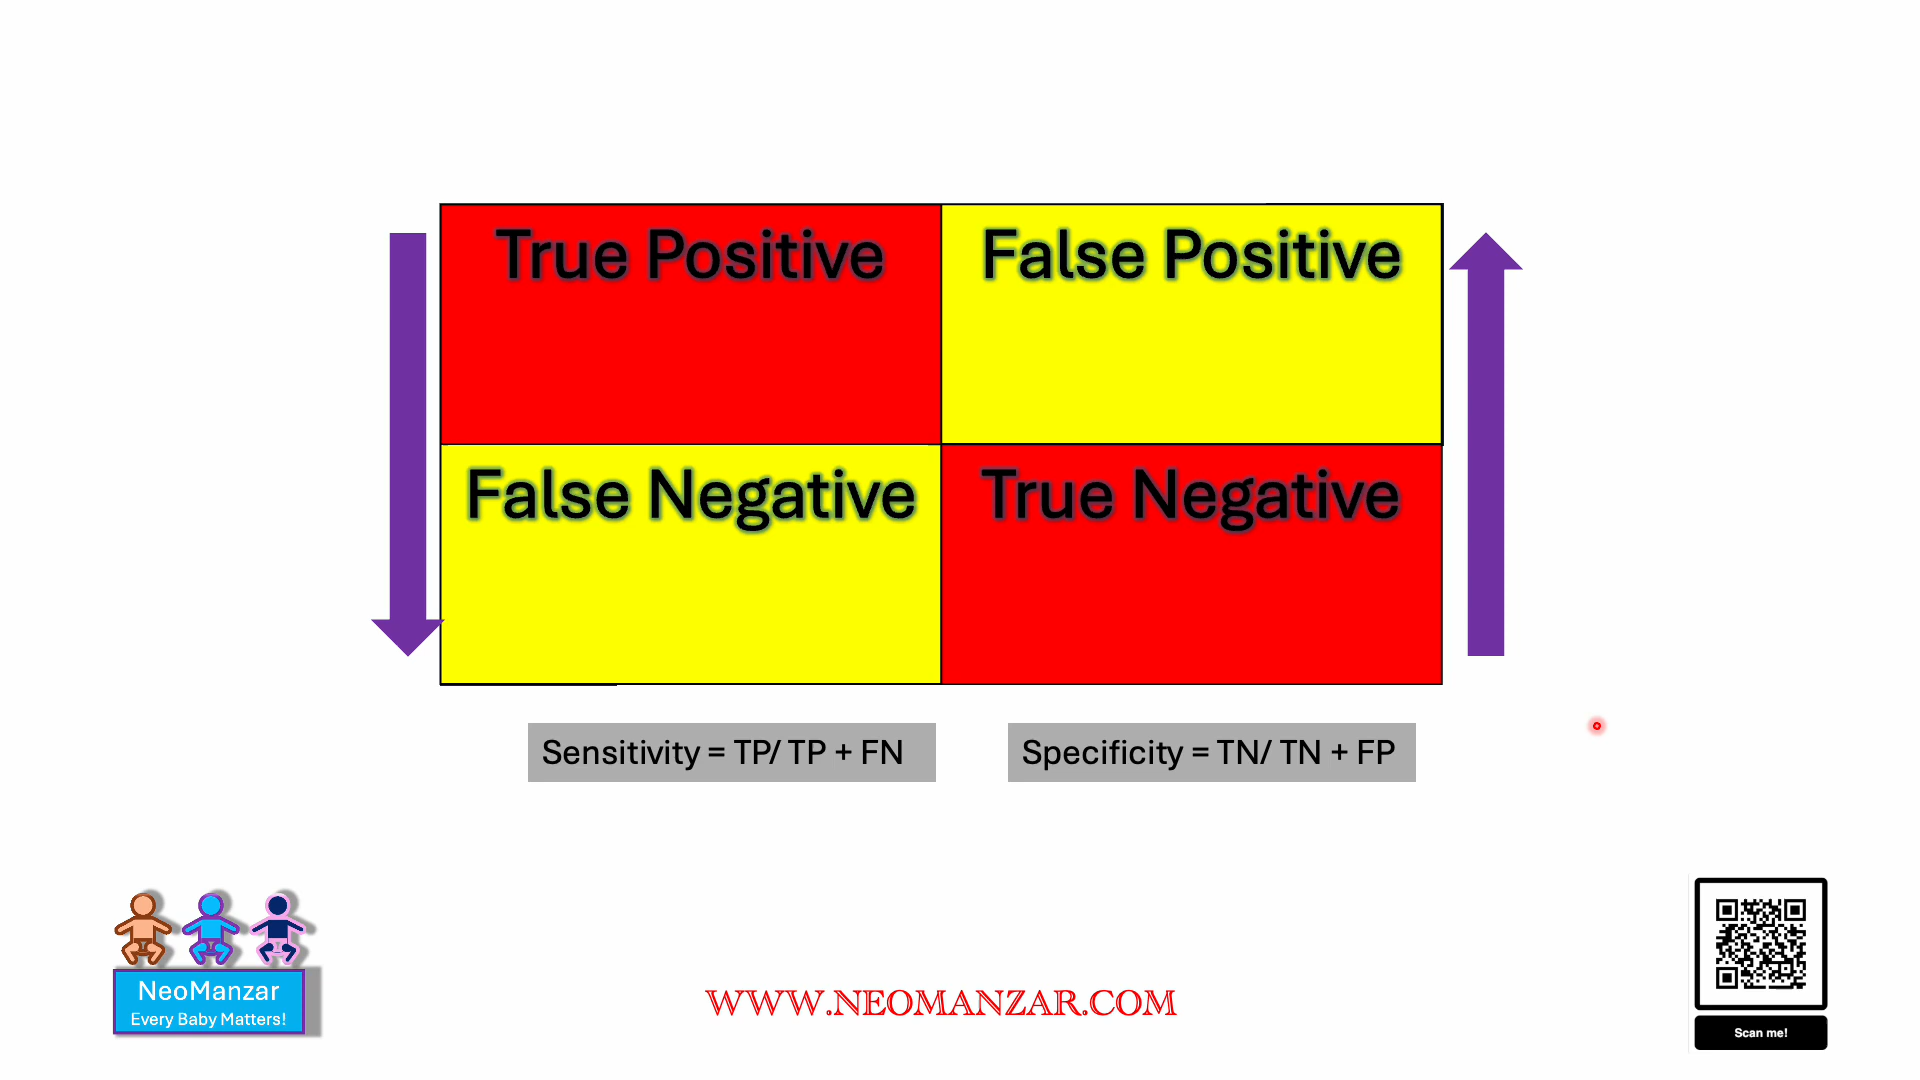 True Positive
False Positive
False Negative
True Negative
Sensitivity = TP/ TP + FN
Specificity = TN/ TN + FP
NeoManzar
Every Baby Matters!
WWW.NEOMANZAR.COM
Scan me!